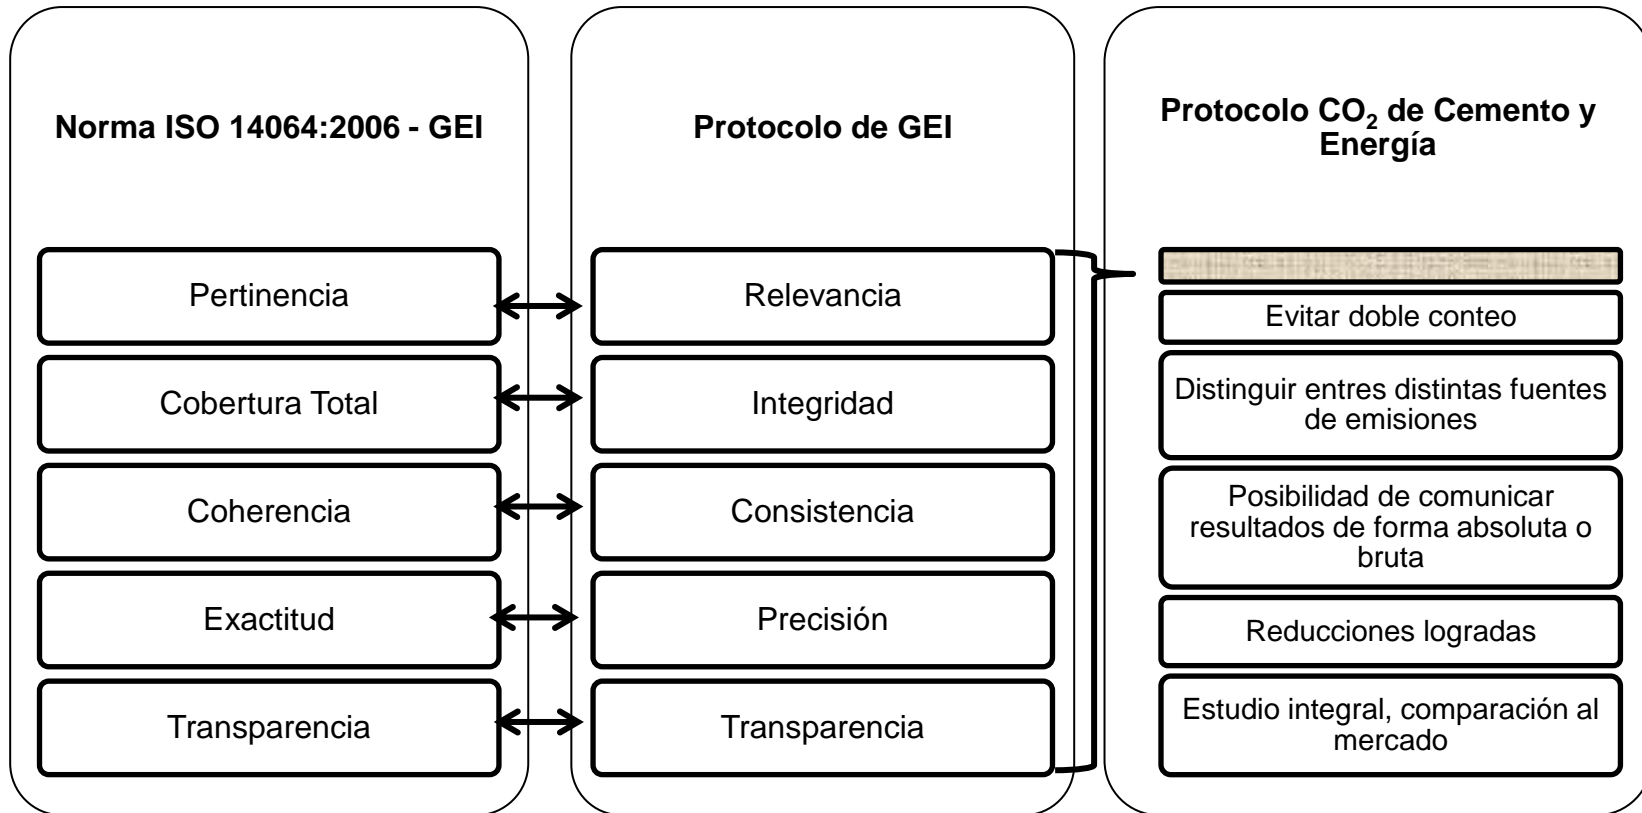 Norma ISO 14064:2006 - GEI
Pertinencia
Cobertura Total
Coherencia
Exactitud
Transparencia
Protocolo de GEI
Relevancia
Integridad
Consistencia
Precisión
Transparencia
Protocolo CO₂ de Cemento y
Energía
Evitar doble conteo
Distinguir entres distintas fuentes
de emisiones
Posibilidad de comunicar
resultados de forma absoluta o
bruta
Reducciones logradas
Estudio integral, comparación al
mercado